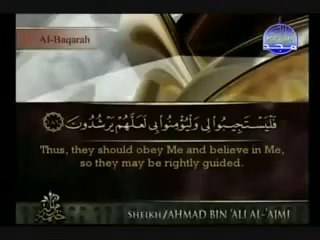 Al-Baqarah
فَلْيَسْتَجِيبُوا۟ لِى وَلْيُؤْمِنُوا۟ بِى لَعَلَّهُمْ يَرْشُدُونَ
Thus, they should obey Me and believe in Me,
so they may be rightly guided.
SHEIKH/AHMAD BIN 'ALI AL-'AJMI